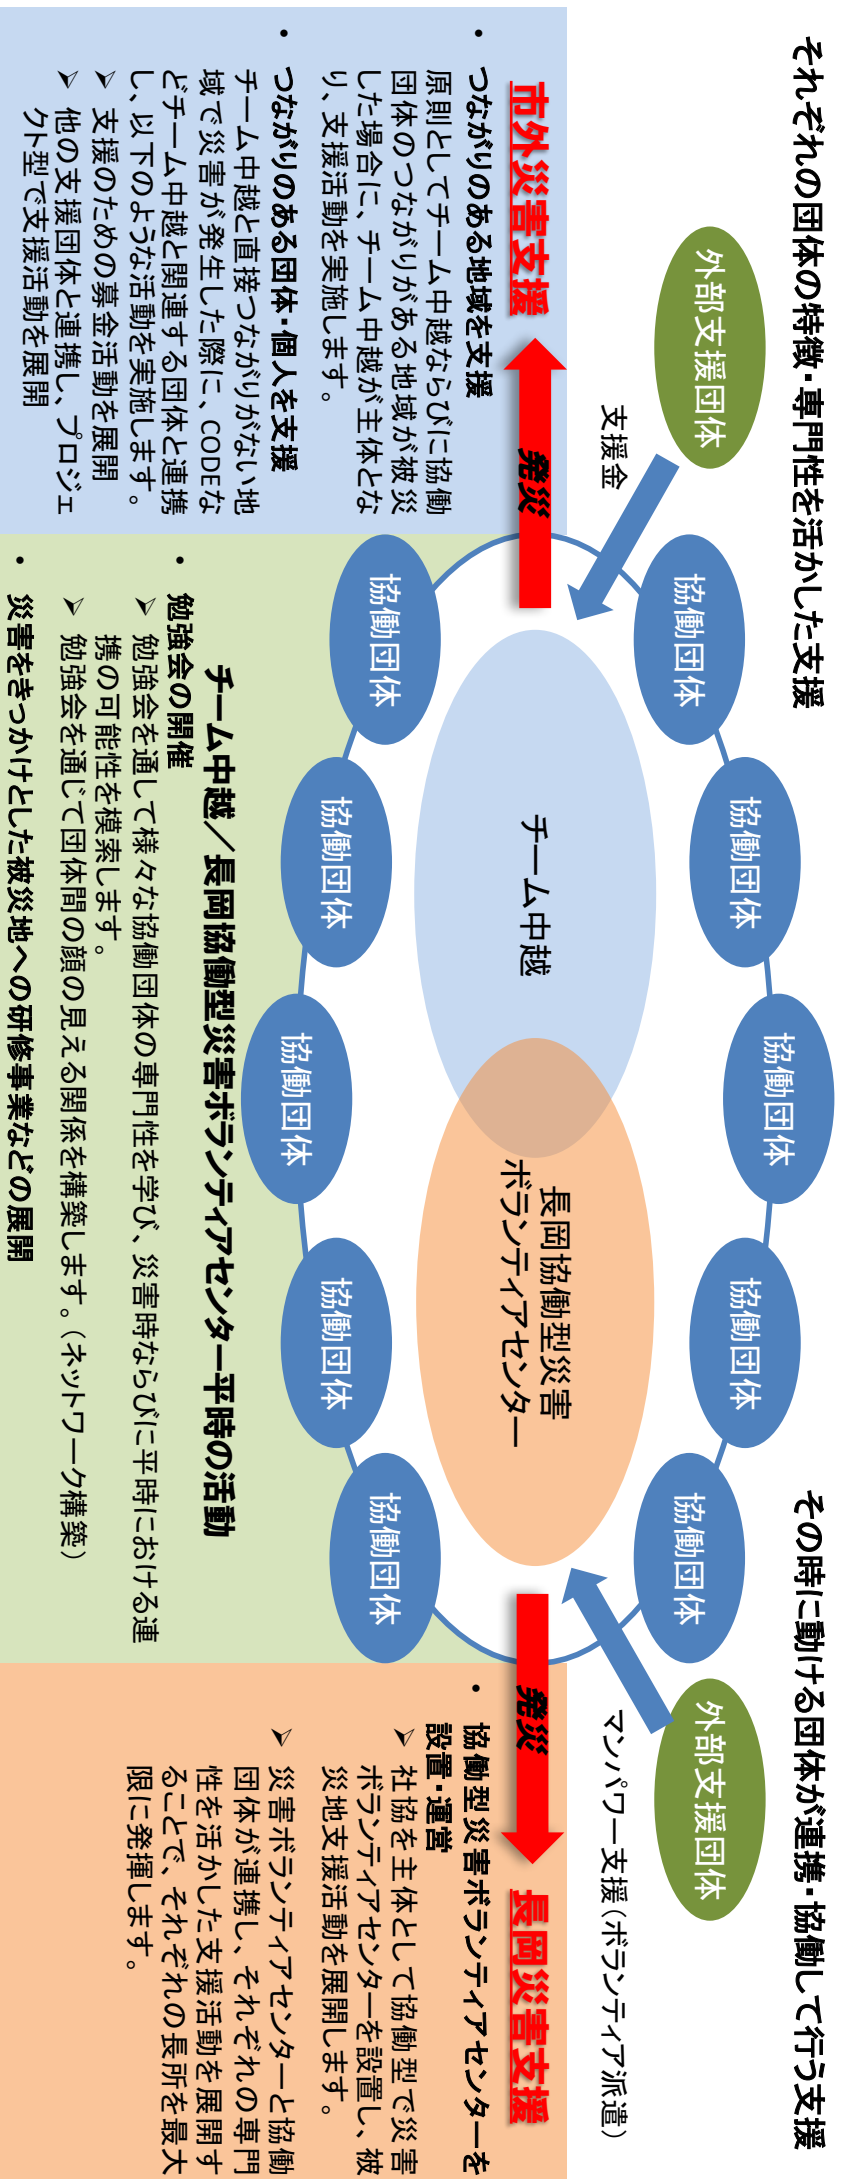 それぞれの団体の特徴・専門性を活かした支援
その時に動ける団体が連携・協働して行う支援
外部支援団体
支援金
外部支援団体
マンパワー支援（ボランティア派遣）
協働団体
協働団体
協働団体
協働団体
協働団体
チーム中越
長岡協働型災害
ボランティアセンター
協働団体
協働団体
協働団体
協働団体
協働団体
発災
市外災害支援
• つながりのある地域を支援
原則としてチーム中越ならびに協働
団体のつながりがある地域が被災
した場合に、チーム中越が主体とな
り、支援活動を実施します。
• つながりのある団体・個人を支援
チーム中越と直接つながりがない地
域で災害が発生した際に、CODEな
どチーム中越と関連する団体と連携
し、以下のような活動を実施します。
➢ 支援のための募金活動を展開
➢ 他の支援団体と連携し、プロジェ
クト型で支援活動を展開
チーム中越／長岡協働型災害ボランティアセンター平時の活動
• 勉強会の開催
➢ 勉強会を通して様々な協働団体の専門性を学び、災害時ならびに平時における連
携の可能性を模索します。
➢ 勉強会を通じて団体間の顔の見える関係を構築します。（ネットワーク構築）
• 災害をきっかけとした被災地への研修事業などの展開
発災
長岡災害支援
• 協働型災害ボランティアセンターを
設置・運営
➢ 社協を主体として協働型で災害
ボランティアセンターを設置し、被
災地支援活動を展開します。
➢ 災害ボランティアセンターと協働
団体が連携し、それぞれの専門
性を活かした支援活動を展開す
ることで、それぞれの長所を最大
限に発揮します。